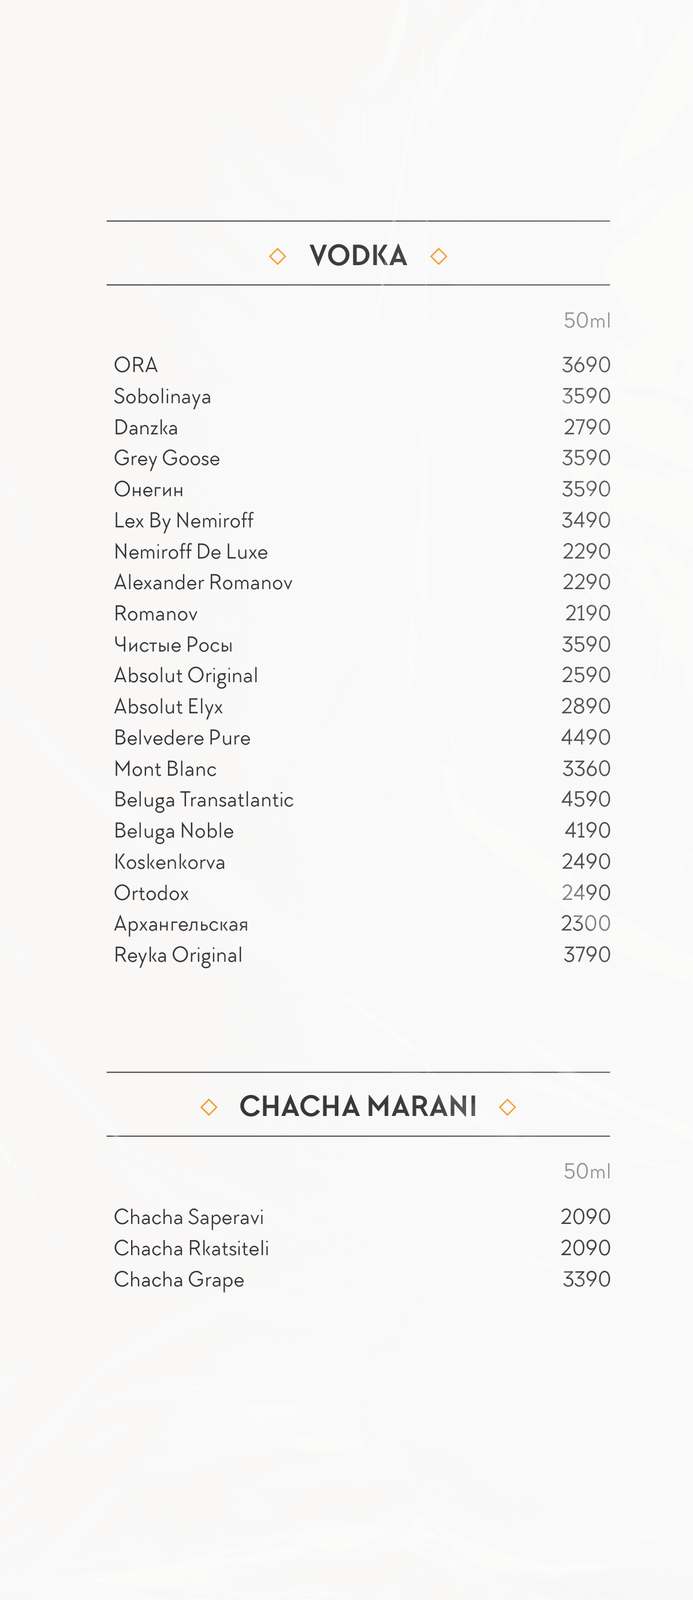 VODKA
50ml
ORA 3690
Sobolinaya 3590
Danzka 2790
Grey Goose 3590
Онегин 3590
Lex By Nemiroff 3490
Nemiroff De Luxe 2290
Alexander Romanov 2290
Romanov 2190
Чистые Росы 3590
Absolut Original 2590
Absolut Elyx 2890
Belvedere Pure 4490
Mont Blanc 3360
Beluga Transatlantic 4590
Beluga Noble 4190
Koskenkorva 2490
Ortodox 2490
Архангельская 2300
Reyka Original 3790
CHACHA MARANI
50ml
Chacha Saperavi 2090
Chacha Rkatsiteli 2090
Chacha Grape 3390